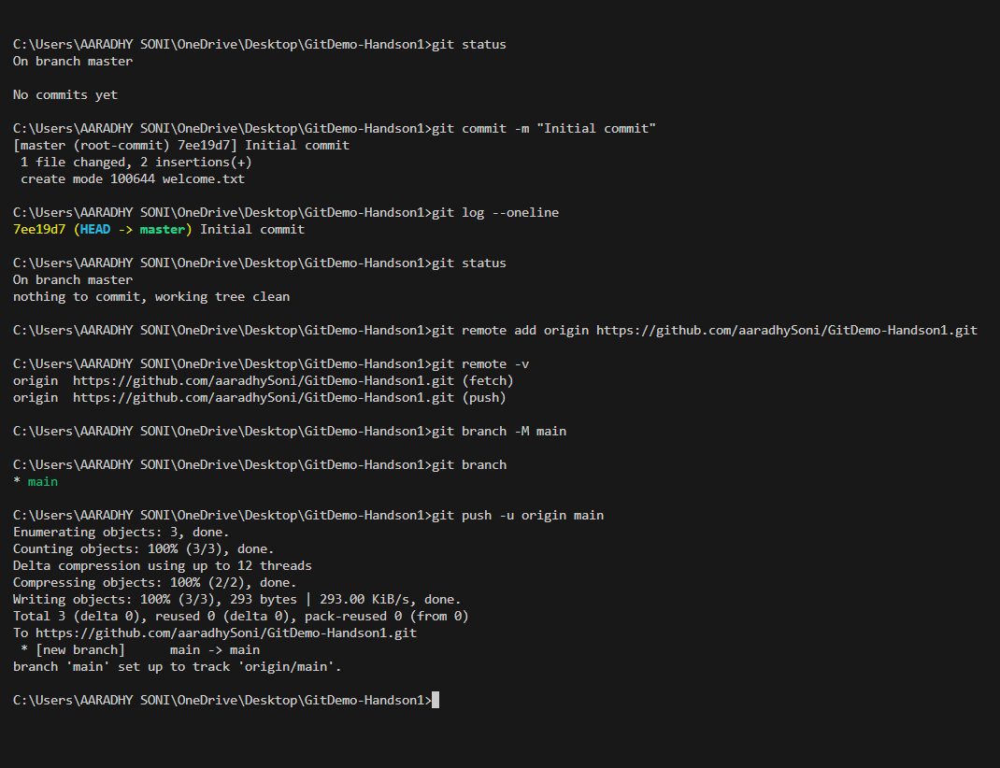 C:\Users\AARADHY SONI\OneDrive\Desktop\GitDemo-Handson1>git status
On branch master
No commits yet
C:\Users\AARADHY SONI\OneDrive\Desktop\GitDemo-Handson1>git commit -m "Initial commit"
[master (root-commit) 7ee19d7] Initial commit
 1 file changed, 2 insertions(+)
 create mode 100644 welcome.txt
C:\Users\AARADHY SONI\OneDrive\Desktop\GitDemo-Handson1>git log --oneline
7ee19d7 (HEAD -> master) Initial commit
C:\Users\AARADHY SONI\OneDrive\Desktop\GitDemo-Handson1>git status
On branch master
nothing to commit, working tree clean
C:\Users\AARADHY SONI\OneDrive\Desktop\GitDemo-Handson1>git remote add origin https://github.com/aaradhySoni/GitDemo-Handson1.git
C:\Users\AARADHY SONI\OneDrive\Desktop\GitDemo-Handson1>git remote -v
origin  https://github.com/aaradhySoni/GitDemo-Handson1.git (fetch)
origin  https://github.com/aaradhySoni/GitDemo-Handson1.git (push)
C:\Users\AARADHY SONI\OneDrive\Desktop\GitDemo-Handson1>git branch -M main
C:\Users\AARADHY SONI\OneDrive\Desktop\GitDemo-Handson1>git branch
* main
C:\Users\AARADHY SONI\OneDrive\Desktop\GitDemo-Handson1>git push -u origin main
Enumerating objects: 3, done.
Counting objects: 100% (3/3), done.
Delta compression using up to 12 threads
Compressing objects: 100% (2/2), done.
Writing objects: 100% (3/3), 293 bytes | 293.00 KiB/s, done.
Total 3 (delta 0), reused 0 (delta 0), pack-reused 0 (from 0)
To https://github.com/aaradhySoni/GitDemo-Handson1.git
 * [new branch]      main -> main
branch 'main' set up to track 'origin/main'.
C:\Users\AARADHY SONI\OneDrive\Desktop\GitDemo-Handson1>